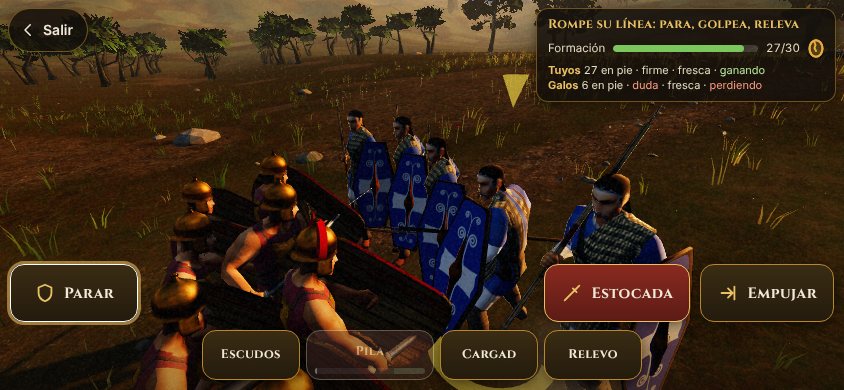 Salir
Rompe su línea: para, golpea, releva
Formación 27/30
Tuyos 27 en pie · firme · fresca · ganando
Galos 6 en pie · duda · fresca · perdiendo
Parar
Estocada
Empujar
Escudos
Pila
Cargad
Relevo